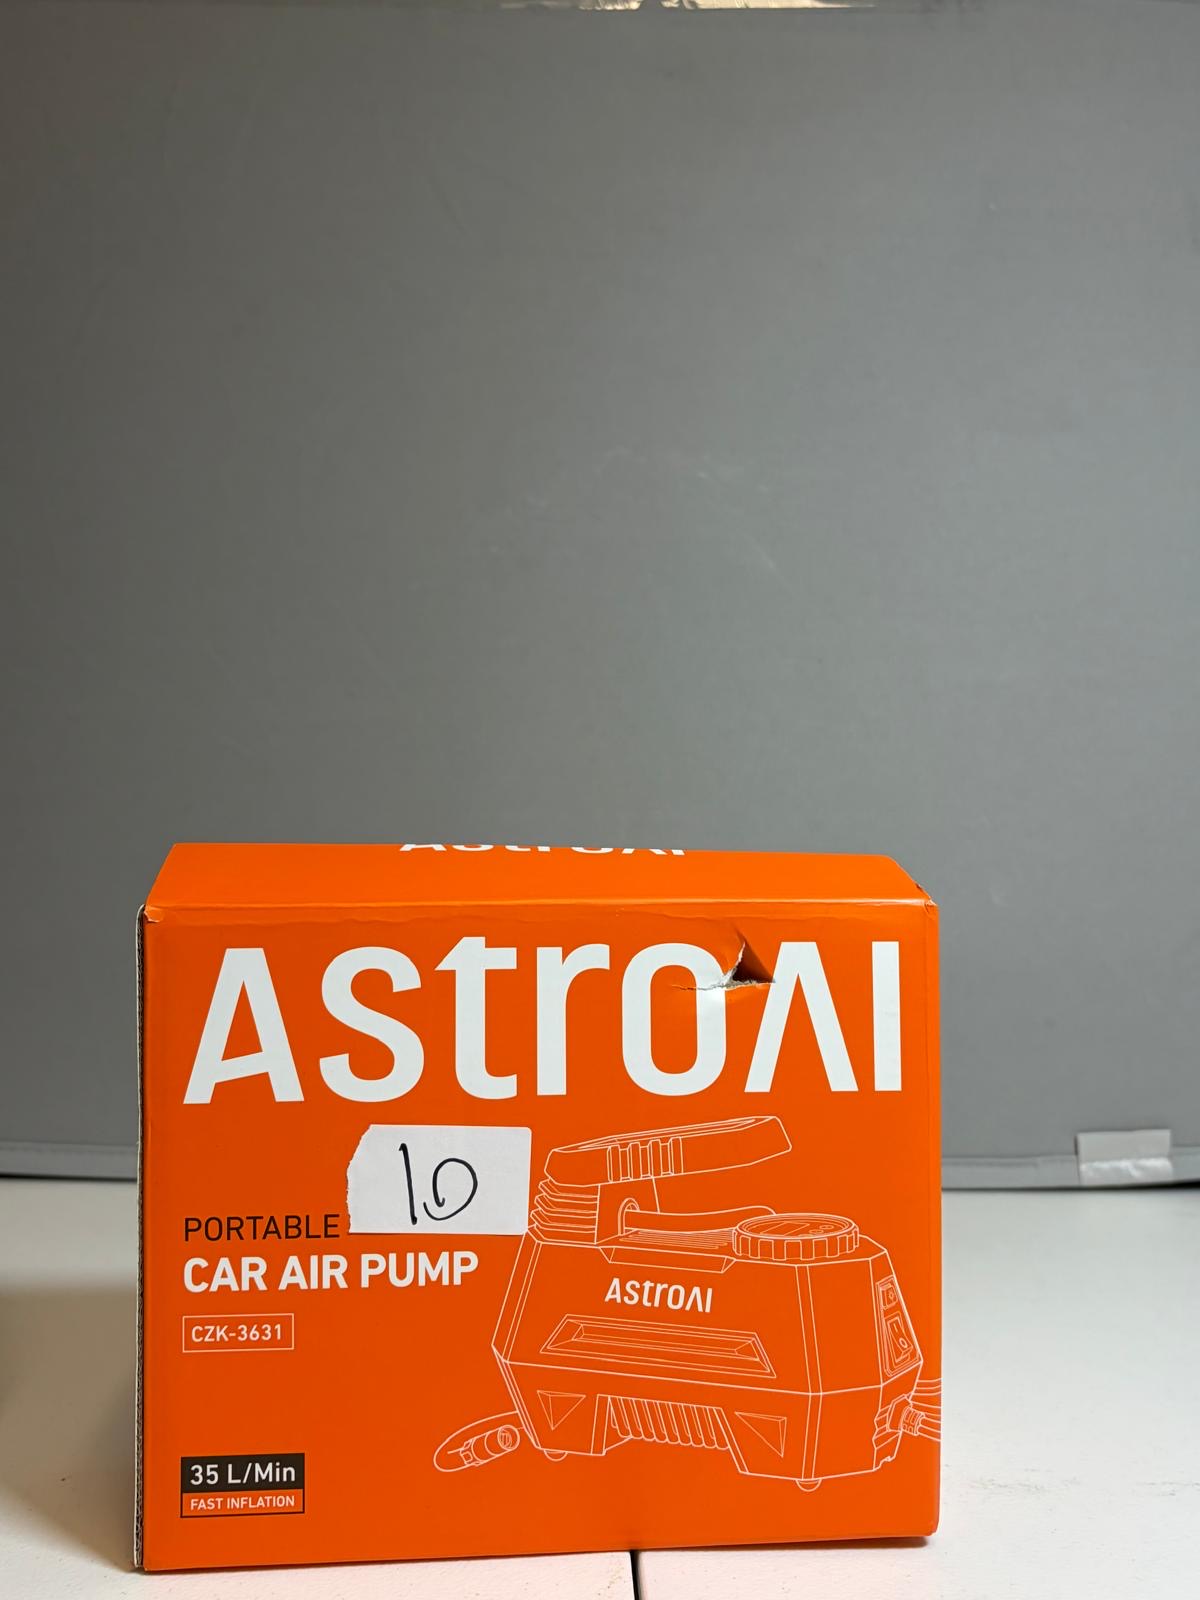 AstroAI
AstroAI
10
PORTABLE
CAR AIR PUMP
CZK-3631
AstroAI
35 L/Min
FAST INFLATION